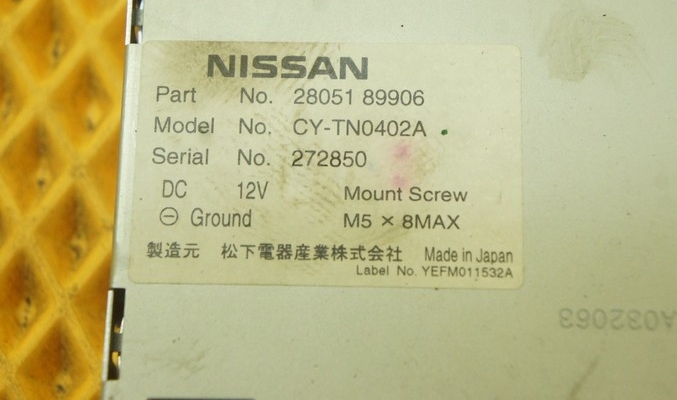 NISSAN
Part No. 28051 89906
Model No. CY-TN0402A
Serial No. 272850
DC 12V Mount Screw
⊖ Ground M5 × 8MAX
製造元 松下電器産業株式会社 Made in Japan
Label No. YEFM011532A
A032063